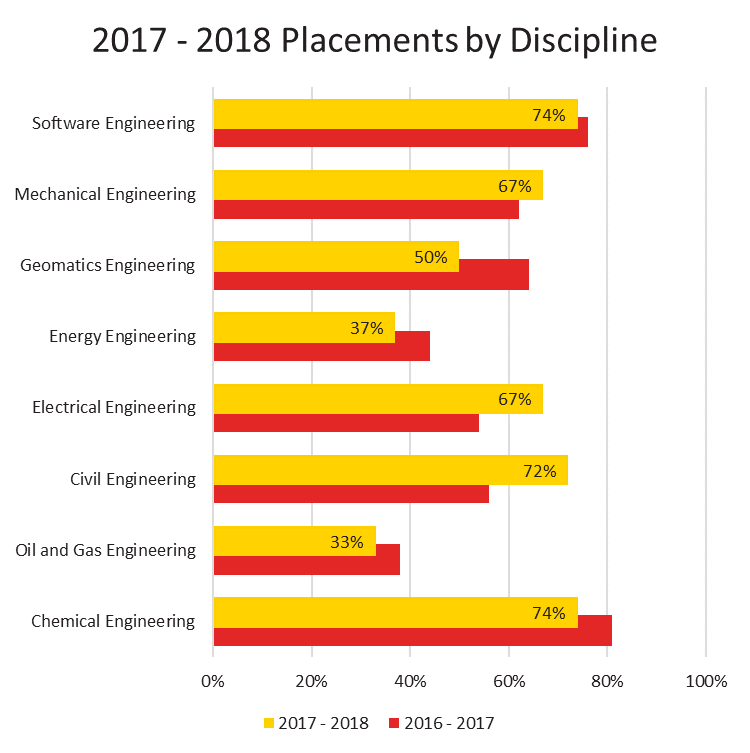 2017 - 2018 Placements by Discipline
Software Engineering
74%
Mechanical Engineering
67%
Geomatics Engineering
50%
Energy Engineering
37%
Electrical Engineering
67%
Civil Engineering
72%
Oil and Gas Engineering
33%
Chemical Engineering
74%
0% 20% 40% 60% 80% 100%
2017 - 2018 2016 - 2017